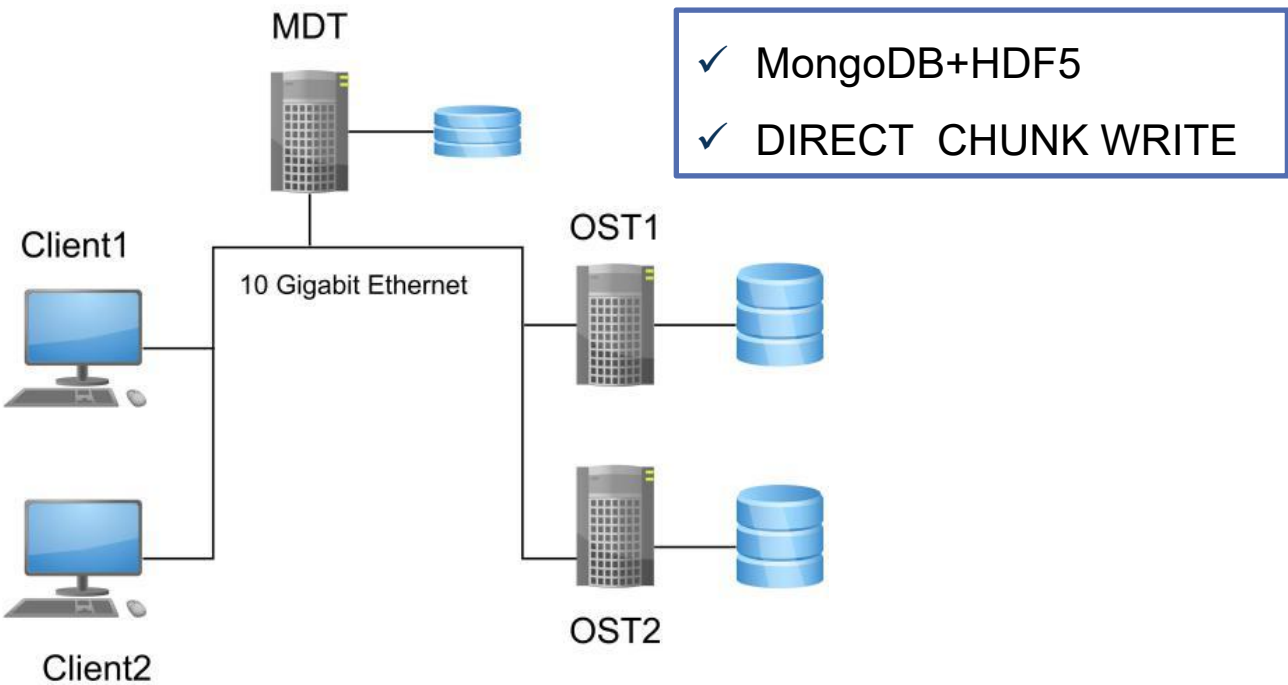 MDT
✓ MongoDB+HDF5
✓ DIRECT CHUNK WRITE
Client1
OST1
10 Gigabit Ethernet
OST2
Client2